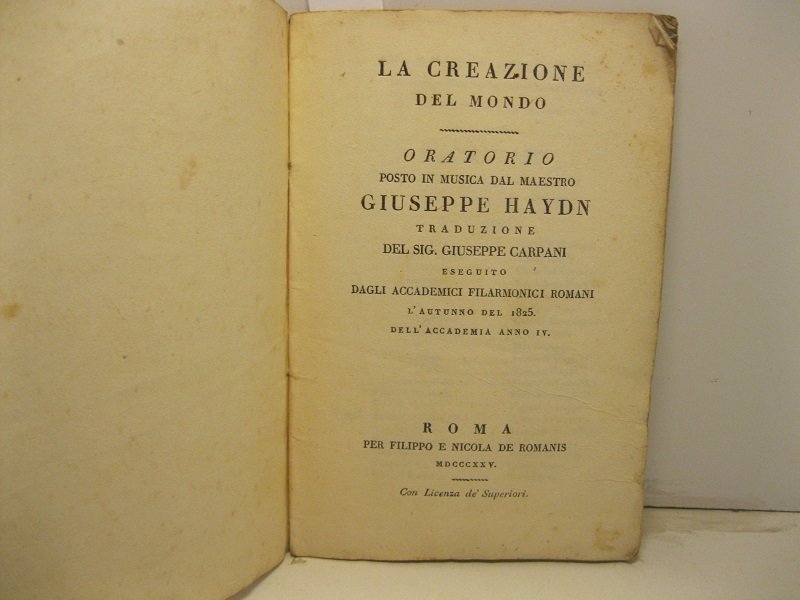 LA CREAZIONE
DEL MONDO
ORATORIO
POSTO IN MUSICA DAL MAESTRO
GIUSEPPE HAYDN
TRADUZIONE
DEL SIG. GIUSEPPE CARPANI
ESEGUITO
DAGLI ACCADEMICI FILARMONICI ROMANI
L'AUTUNNO DEL 1825.
DELL'ACCADEMIA ANNO IV.
ROMA
PER FILIPPO E NICOLA DE ROMANIS
MDCCCXXV.
Con Licenza de' Superiori.